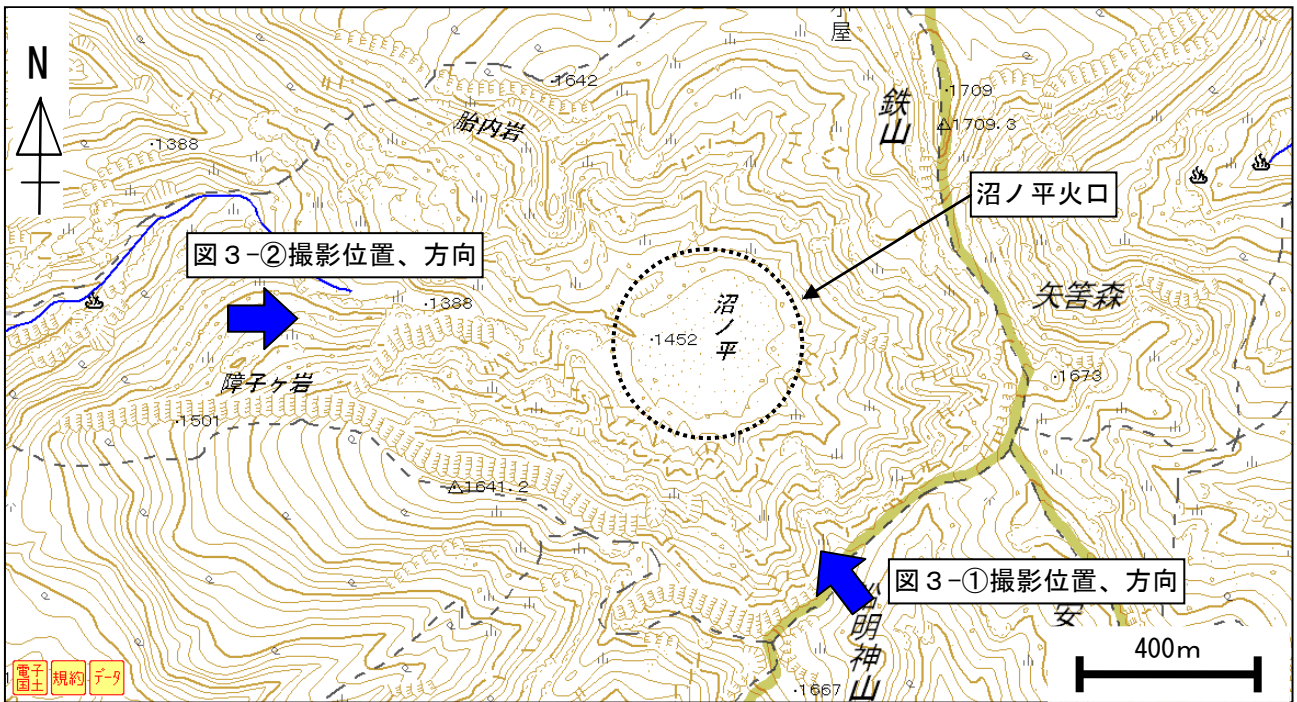 N
小屋
・1642
・1709
鉄山
△1709.3
胎内岩
・1388
沼ノ平火口
図3-②撮影位置、方向
・1388
沼ノ平
・1452
矢筈森
・1673
障子ヶ岩
・1501
△1641.2
図3-①撮影位置、方向
船明神山
安
・1667
400m
電子国土
規約
データ